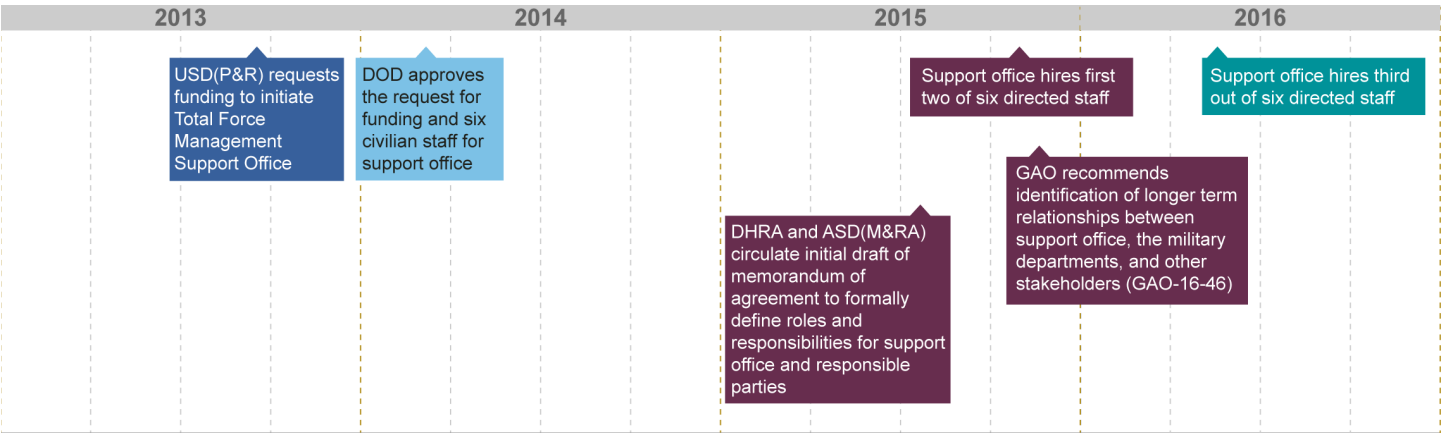 2013
2014
2015
2016
USD(P&R) requests
funding to initiate
Total Force
Management
Support Office
DOD approves
the request for
funding and six
civilian staff for
support office
DHRA and ASD(M&RA)
circulate initial draft of
memorandum of
agreement to formally
define roles and
responsibilities for support
office and responsible
parties
Support office hires first
two of six directed staff
GAO recommends
identification of longer term
relationships between
support office, the military
departments, and other
stakeholders (GAO-16-46)
Support office hires third
out of six directed staff